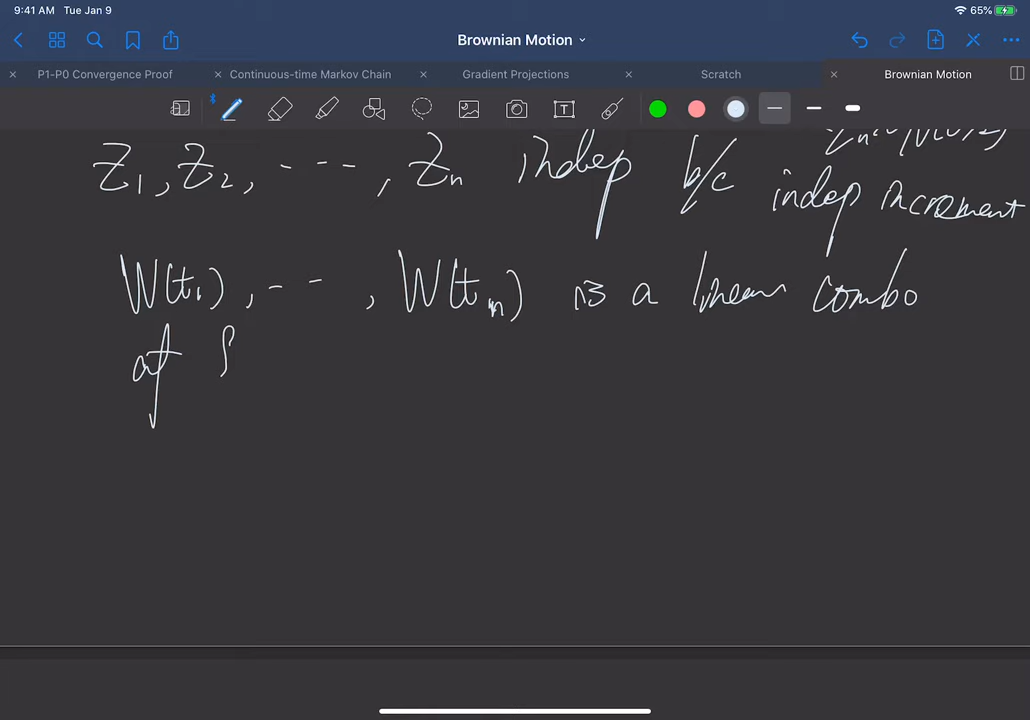 9:41 AM Tue Jan 9
65%
Brownian Motion
P1-P0 Convergence Proof
Continuous-time Markov Chain
Gradient Projections
Scratch
Brownian Motion
Z₁, Z₂, ---, Zₙ indep b/c indep increment
W(t₁), -- , W(tₙ) is a linear combo
of